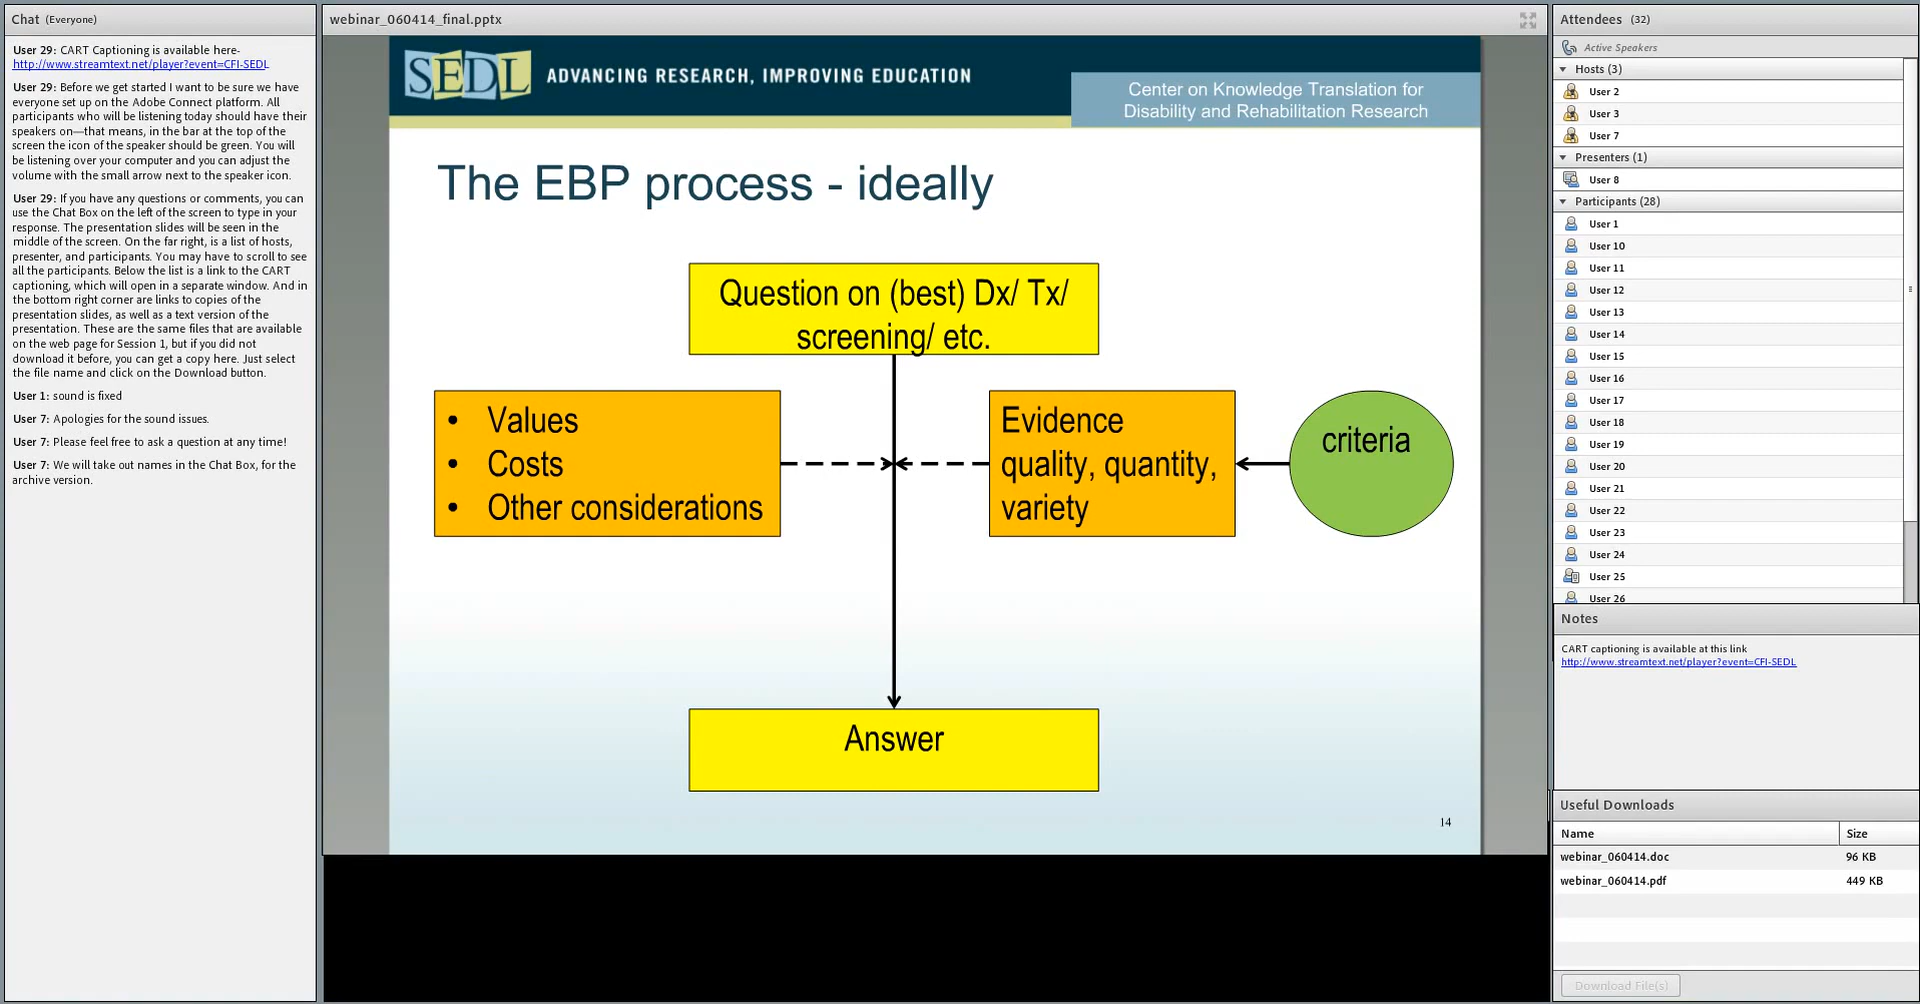 Chat (Everyone)
User 29: CART Captioning is available here-
http://www.streamtext.net/player?event=CFI-SEDL
User 29: Before we get started I want to be sure we have
everyone set up on the Adobe Connect platform. All
participants who will be listening today should have their
speakers on—that means, in the bar at the top of the
screen the icon of the speaker should be green. You will
be listening over your computer and you can adjust the
volume with the small arrow next to the speaker icon.
User 29: If you have any questions or comments, you can
use the Chat Box on the left of the screen to type in your
response. The presentation slides will be seen in the
middle of the screen. On the far right, is a list of hosts,
presenter, and participants. You may have to scroll to see
all the participants. Below the list is a link to the CART
captioning, which will open in a separate window. And in
the bottom right corner are links to copies of the
presentation slides, as well as a text version of the
presentation. These are the same files that are available
on the web page for Session 1, but if you did not
download it before, you can get a copy here. Just select
the file name and click on the Download button.
User 1: sound is fixed
User 7: Apologies for the sound issues.
User 7: Please feel free to ask a question at any time!
User 7: We will take out names in the Chat Box, for the
archive version.
webinar_060414_final.pptx
SEDL ADVANCING RESEARCH, IMPROVING EDUCATION
Center on Knowledge Translation for
Disability and Rehabilitation Research
The EBP process - ideally
Question on (best) Dx/ Tx/
screening/ etc.
• Values
• Costs
• Other considerations
Evidence
quality, quantity,
variety
criteria
Answer
14
Attendees (32)
Active Speakers
Hosts (3)
User 2
User 3
User 7
Presenters (1)
User 8
Participants (28)
User 1
User 10
User 11
User 12
User 13
User 14
User 15
User 16
User 17
User 18
User 19
User 20
User 21
User 22
User 23
User 24
User 25
User 26
Notes
CART captioning is available at this link
http://www.streamtext.net/player?event=CFI-SEDL
Useful Downloads
Name Size
webinar_060414.doc 96 KB
webinar_060414.pdf 449 KB
Download File(s)